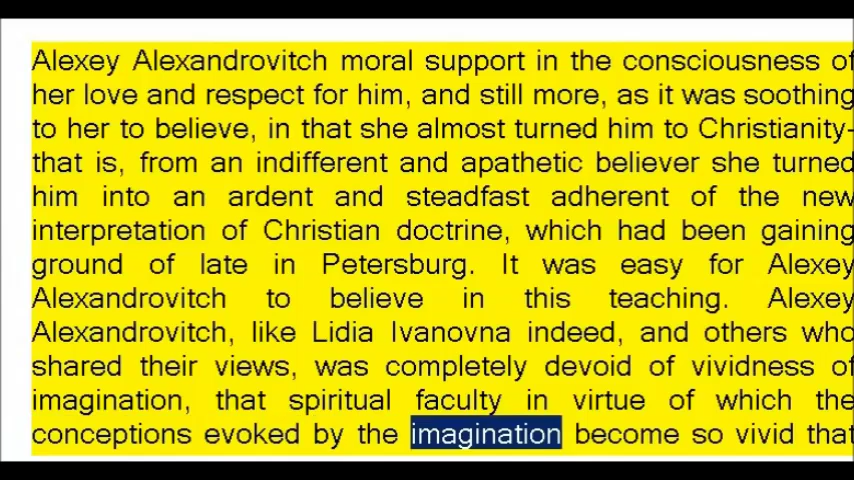 Alexey Alexandrovitch moral support in the consciousness of
her love and respect for him, and still more, as it was soothing
to her to believe, in that she almost turned him to Christianity-
that is, from an indifferent and apathetic believer she turned
him into an ardent and steadfast adherent of the new
interpretation of Christian doctrine, which had been gaining
ground of late in Petersburg. It was easy for Alexey
Alexandrovitch to believe in this teaching. Alexey
Alexandrovitch, like Lidia Ivanovna indeed, and others who
shared their views, was completely devoid of vividness of
imagination, that spiritual faculty in virtue of which the
conceptions evoked by the imagination become so vivid that